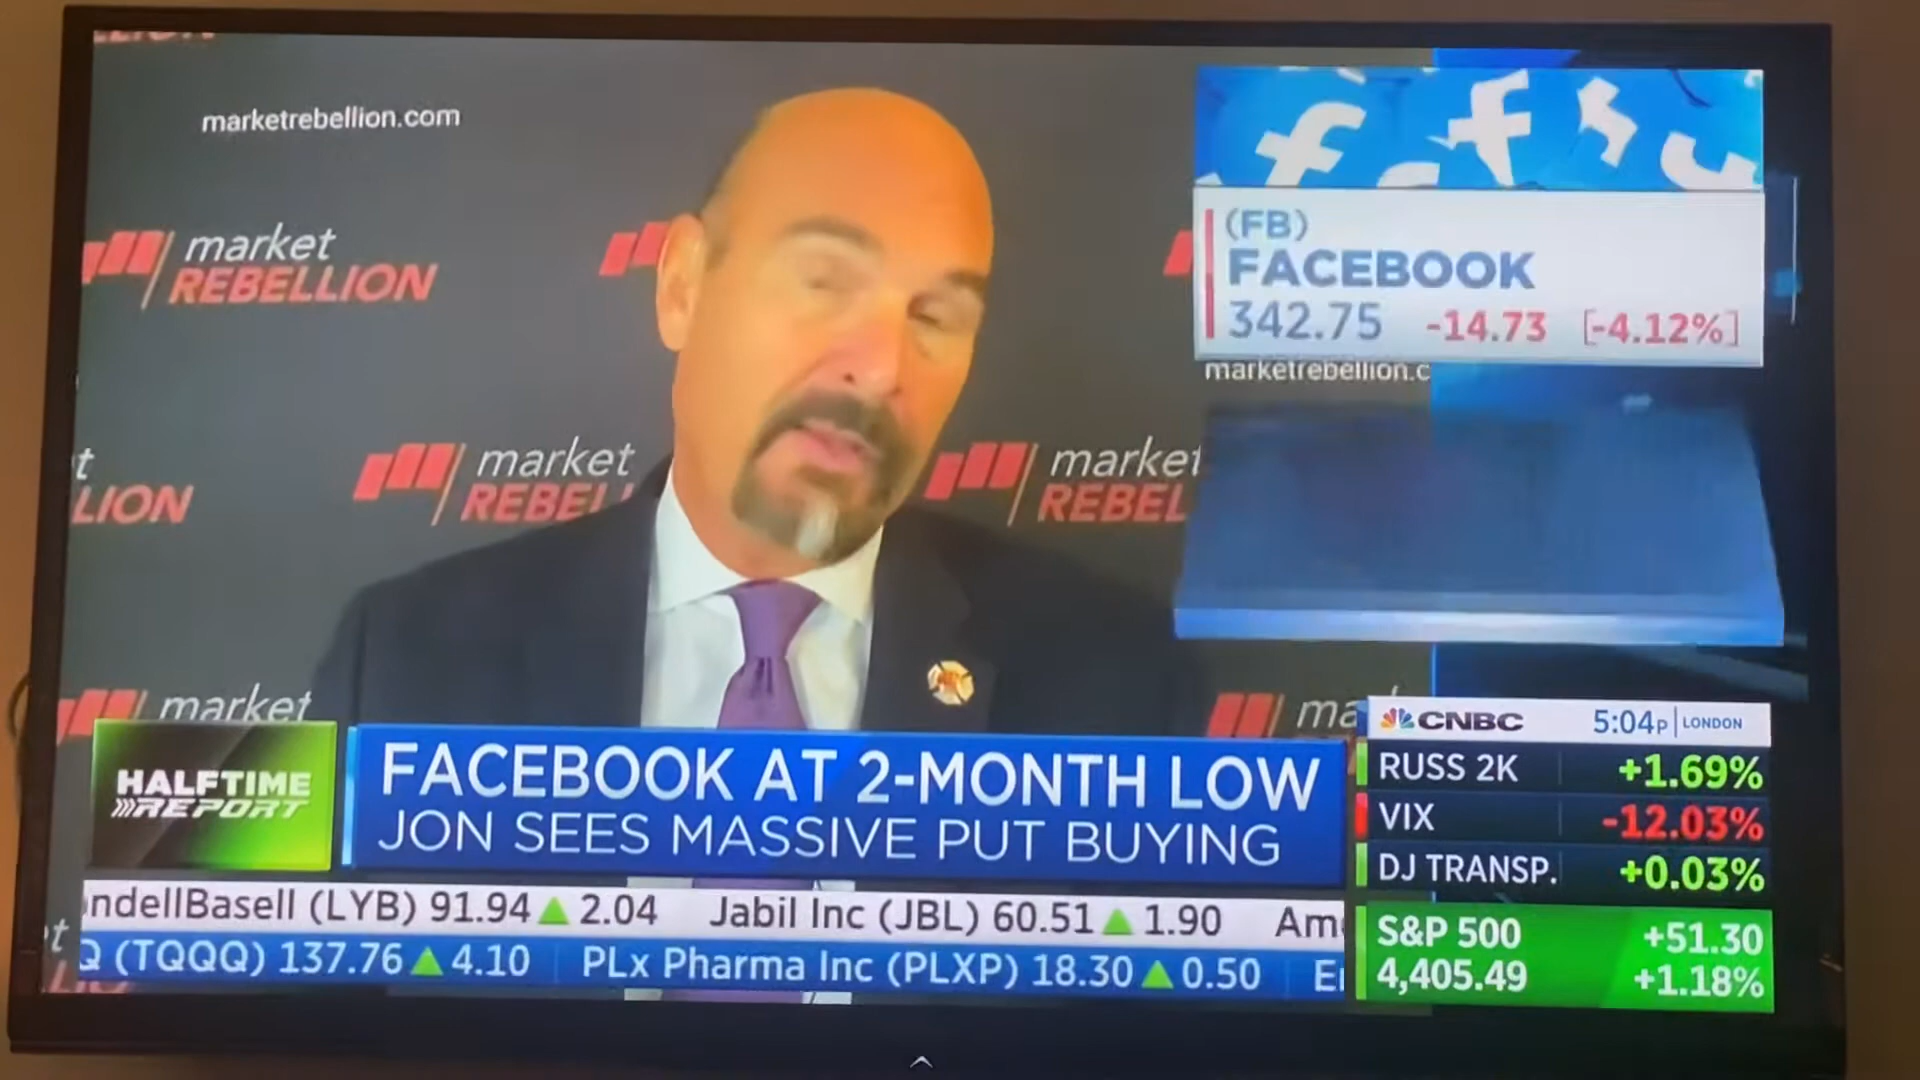 marketrebellion.com
market
REBELLION
(FB)
FACEBOOK
342.75 -14.73 [-4.12%]
marketrebellion.c
t
LION
market
REBELL
market
REBEL
market
ma
HALFTIME
REPORT
FACEBOOK AT 2-MONTH LOW
JON SEES MASSIVE PUT BUYING
CNBC 5:04P LONDON
RUSS 2K +1.69%
VIX -12.03%
DJ TRANSP. +0.03%
S&P 500 +51.30
4,405.49 +1.18%
ndellBasell (LYB) 91.94 ▲ 2.04 Jabil Inc (JBL) 60.51 ▲ 1.90 Am
Q (TQQQ) 137.76 ▲ 4.10 PLx Pharma Inc (PLXP) 18.30 ▲ 0.50